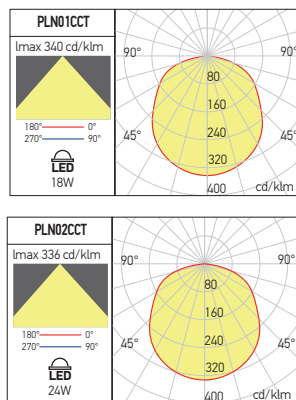 PLN01CCT
Imax 340 cd/klm
180° 0°
270° 90°
LED
18W
90° 90°
80
160
45° 45°
240
320
400 cd/klm
PLN02CCT
Imax 336 cd/klm
180° 0°
270° 90°
LED
24W
90° 90°
80
160
45° 45°
240
320
400 cd/klm